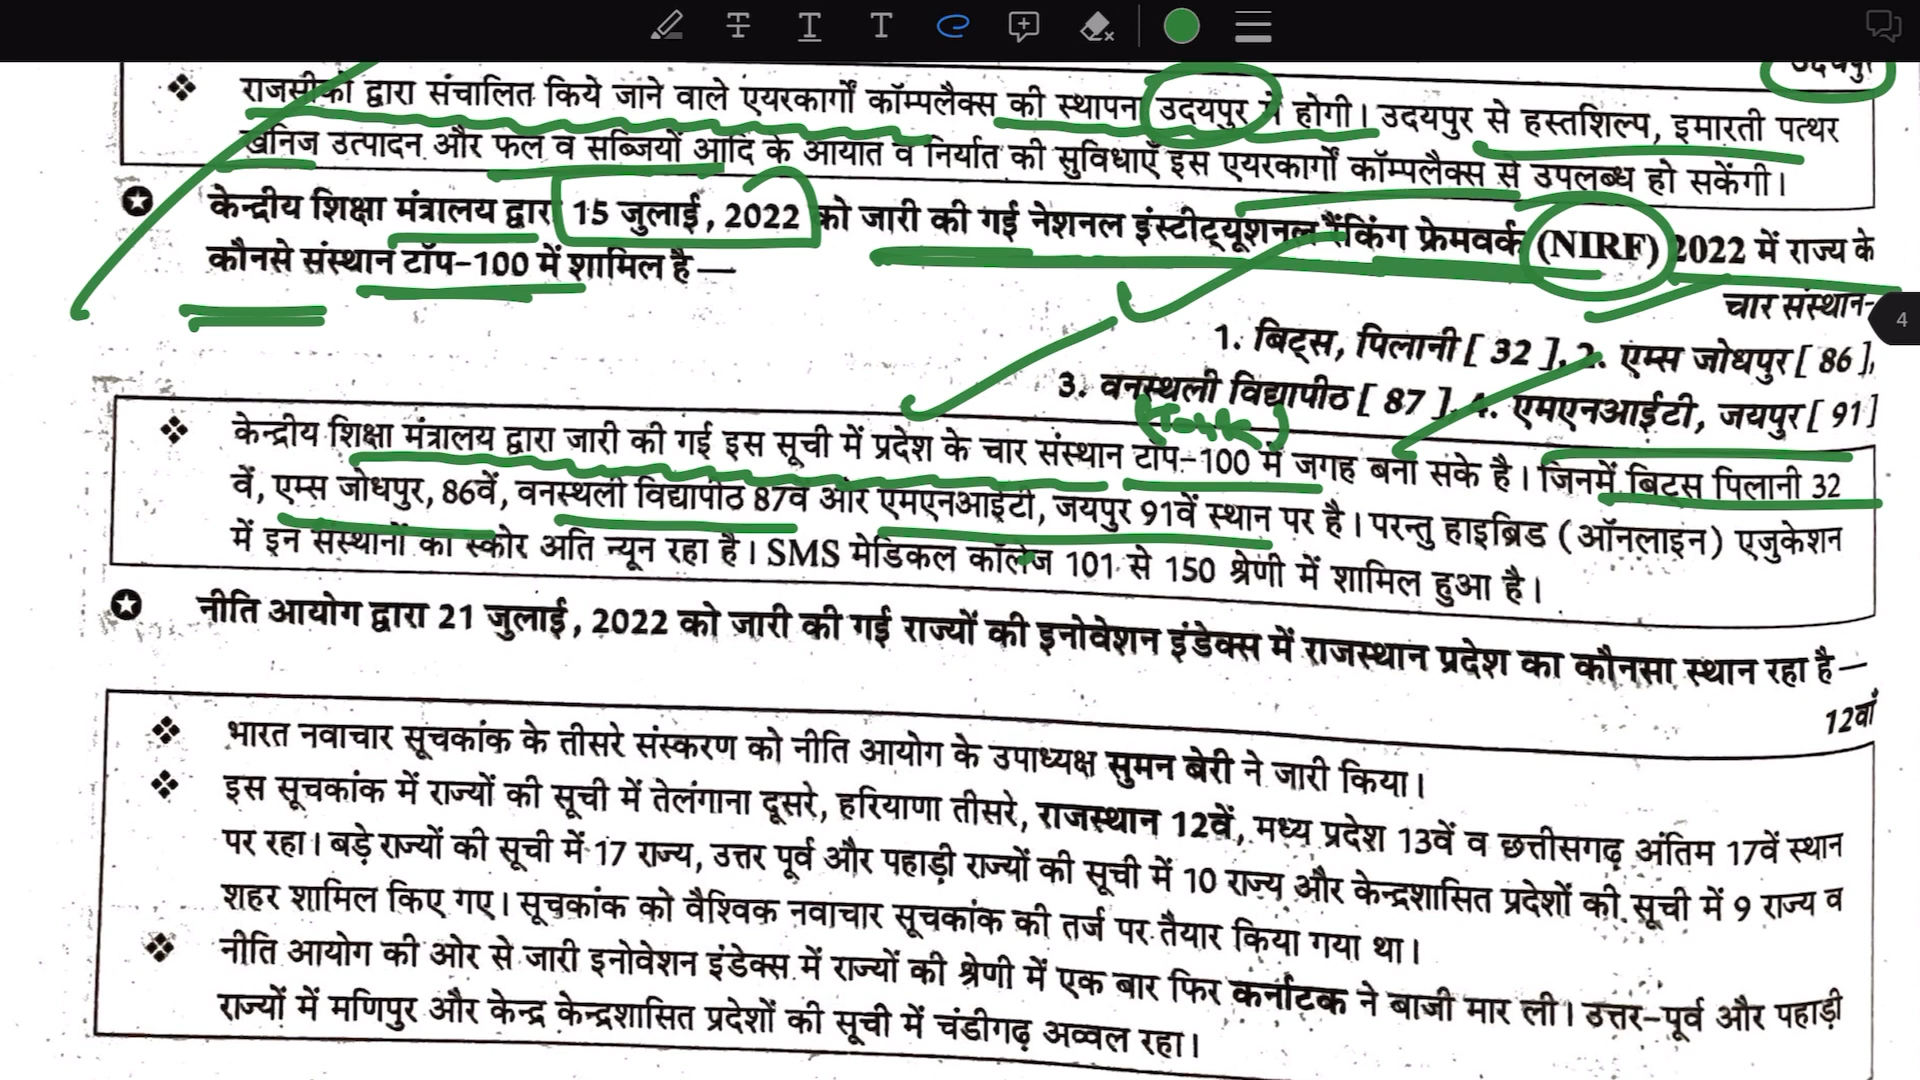 उदयपुर
❖ राजसीको द्वारा संचालित किये जाने वाले एयरकार्गो कॉम्पलैक्स की स्थापना उदयपुर में होगी। उदयपुर से हस्तशिल्प, इमारती पत्थर
खनिज उत्पादन और फल व सब्जियों आदि के आयात व निर्यात की सुविधाएँ इस एयरकार्गो कॉम्पलैक्स से उपलब्ध हो सकेंगी।
✪ केन्द्रीय शिक्षा मंत्रालय द्वारा 15 जुलाई, 2022 को जारी की गई नेशनल इंस्टीट्यूशनल रैंकिंग फ्रेमवर्क (NIRF) 2022 में राज्य के
कौनसे संस्थान टॉप-100 में शामिल है—
चार संस्थान-
4
1. बिट्स, पिलानी [ 32 ], 2. एम्स जोधपुर [ 86 ],
3. वनस्थली विद्यापीठ [ 87 ], 4. एमएनआईटी, जयपुर [ 91 ]
❖ केन्द्रीय शिक्षा मंत्रालय द्वारा जारी की गई इस सूची में प्रदेश के चार संस्थान टॉप-100 में जगह बना सके है। जिनमें बिटस पिलानी 32
वें, एम्स जोधपुर, 86वें, वनस्थली विद्यापीठ 87वें और एमएनआईटी, जयपुर 91वें स्थान पर है। परन्तु हाइब्रिड (ऑनलाइन) एजुकेशन
में इन संस्थानों का स्कोर अति न्यून रहा है। SMS मेडिकल कॉलेज 101 से 150 श्रेणी में शामिल हुआ है।
✪ नीति आयोग द्वारा 21 जुलाई, 2022 को जारी की गई राज्यों की इनोवेशन इंडेक्स में राजस्थान प्रदेश का कौनसा स्थान रहा है—
12वां
❖ भारत नवाचार सूचकांक के तीसरे संस्करण को नीति आयोग के उपाध्यक्ष सुमन बेरी ने जारी किया।
❖ इस सूचकांक में राज्यों की सूची में तेलंगाना दूसरे, हरियाणा तीसरे, राजस्थान 12वें, मध्य प्रदेश 13वें व छत्तीसगढ़ अंतिम 17वें स्थान
पर रहा। बड़े राज्यों की सूची में 17 राज्य, उत्तर पूर्व और पहाड़ी राज्यों की सूची में 10 राज्य और केन्द्रशासित प्रदेशों की सूची में 9 राज्य व
शहर शामिल किए गए। सूचकांक को वैश्विक नवाचार सूचकांक की तर्ज पर तैयार किया गया था।
❖ नीति आयोग की ओर से जारी इनोवेशन इंडेक्स में राज्यों की श्रेणी में एक बार फिर कर्नाटक ने बाजी मार ली। उत्तर-पूर्व और पहाड़ी
राज्यों में मणिपुर और केन्द्र केन्द्रशासित प्रदेशों की सूची में चंडीगढ़ अव्वल रहा।